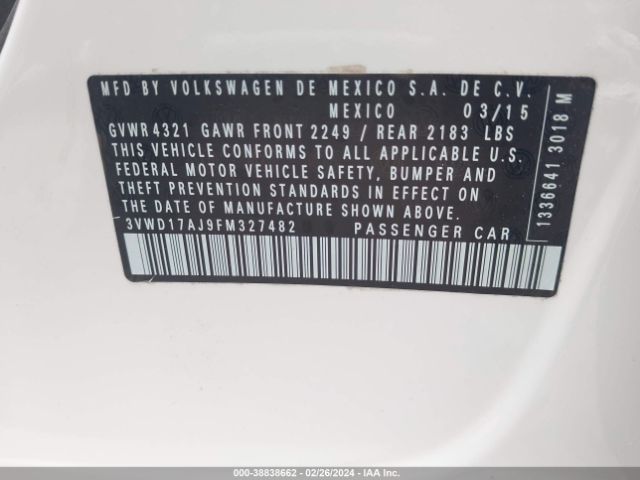 MFD BY VOLKSWAGEN DE MEXICO S.A. DE C.V.
MEXICO 03/15
GVWR 4321 GAWR FRONT 2249 / REAR 2183 LBS
THIS VEHICLE CONFORMS TO ALL APPLICABLE U.S.
FEDERAL MOTOR VEHICLE SAFETY, BUMPER AND
THEFT PREVENTION STANDARDS IN EFFECT ON
THE DATE OF MANUFACTURE SHOWN ABOVE.
3VWD17AJ9FM327482 PASSENGER CAR
1336641 3018 M
000-38838662 - 02/26/2024 - IAAI.COM